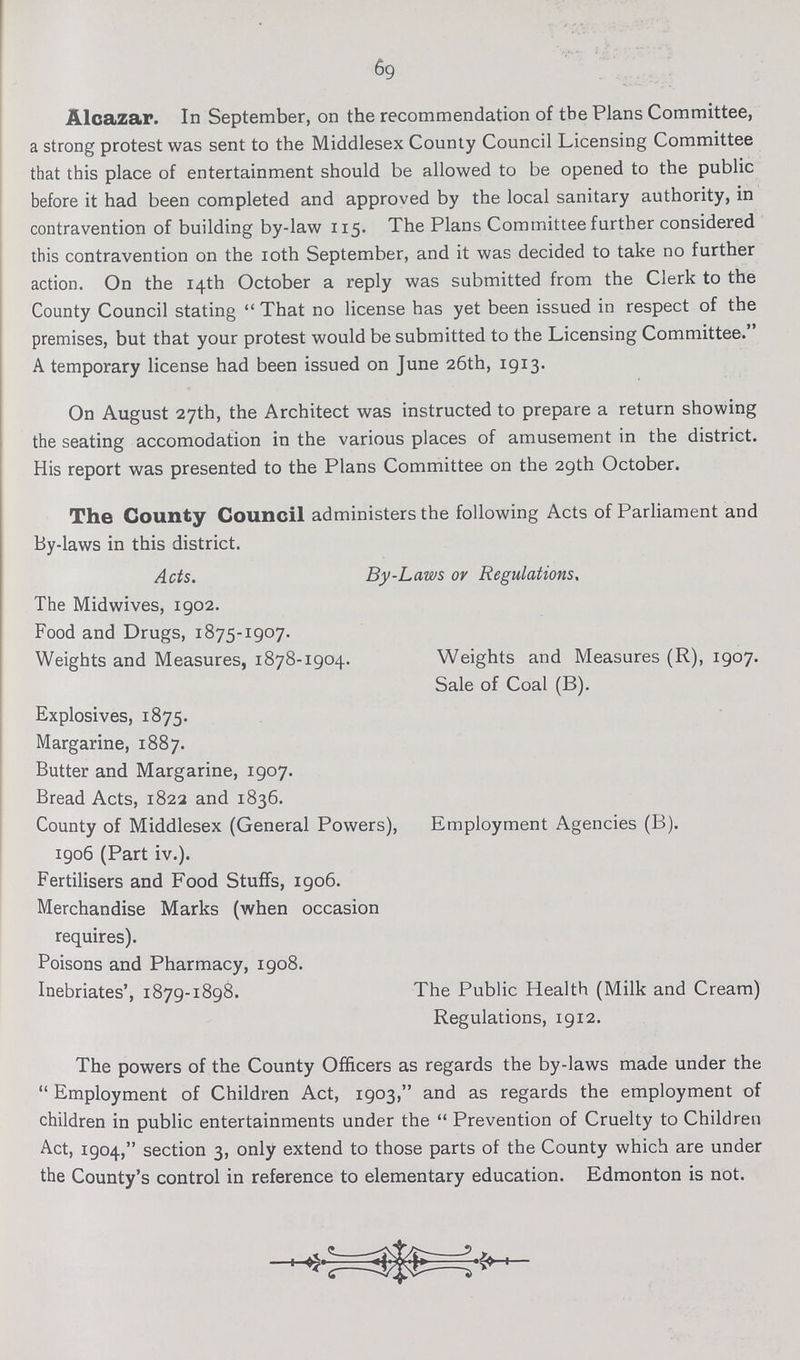 69
Alcazar. In September, on the recommendation of the Plans Committee,
a strong protest was sent to the Middlesex County Council Licensing Committee
that this place of entertainment should be allowed to be opened to the public
before it had been completed and approved by the local sanitary authority, in
contravention of building by-law 115. The Plans Committee further considered
this contravention on the 10th September, and it was decided to take no further
action. On the 14th October a reply was submitted from the Clerk to the
County Council stating “ That no license has yet been issued in respect of the
premises, but that your protest would be submitted to the Licensing Committee.”
A temporary license had been issued on June 26th, 1913.
On August 27th, the Architect was instructed to prepare a return showing
the seating accomodation in the various places of amusement in the district.
His report was presented to the Plans Committee on the 29th October.
The County Council administers the following Acts of Parliament and
By-laws in this district.
Acts. By-Laws or Regulations.
The Midwives, 1902.
Food and Drugs, 1875-1907.
Weights and Measures, 1878-1904. Weights and Measures (R), 1907.
Sale of Coal (B).
Explosives, 1875.
Margarine, 1887.
Butter and Margarine, 1907.
Bread Acts, 1822 and 1836.
County of Middlesex (General Powers), Employment Agencies (B).
1906 (Part iv.).
Fertilisers and Food Stuffs, 1906.
Merchandise Marks (when occasion
requires).
Poisons and Pharmacy, 1908.
Inebriates’, 1879-1898. The Public Health (Milk and Cream)
Regulations, 1912.
The powers of the County Officers as regards the by-laws made under the
“ Employment of Children Act, 1903,” and as regards the employment of
children in public entertainments under the “ Prevention of Cruelty to Children
Act, 1904,” section 3, only extend to those parts of the County which are under
the County’s control in reference to elementary education. Edmonton is not.